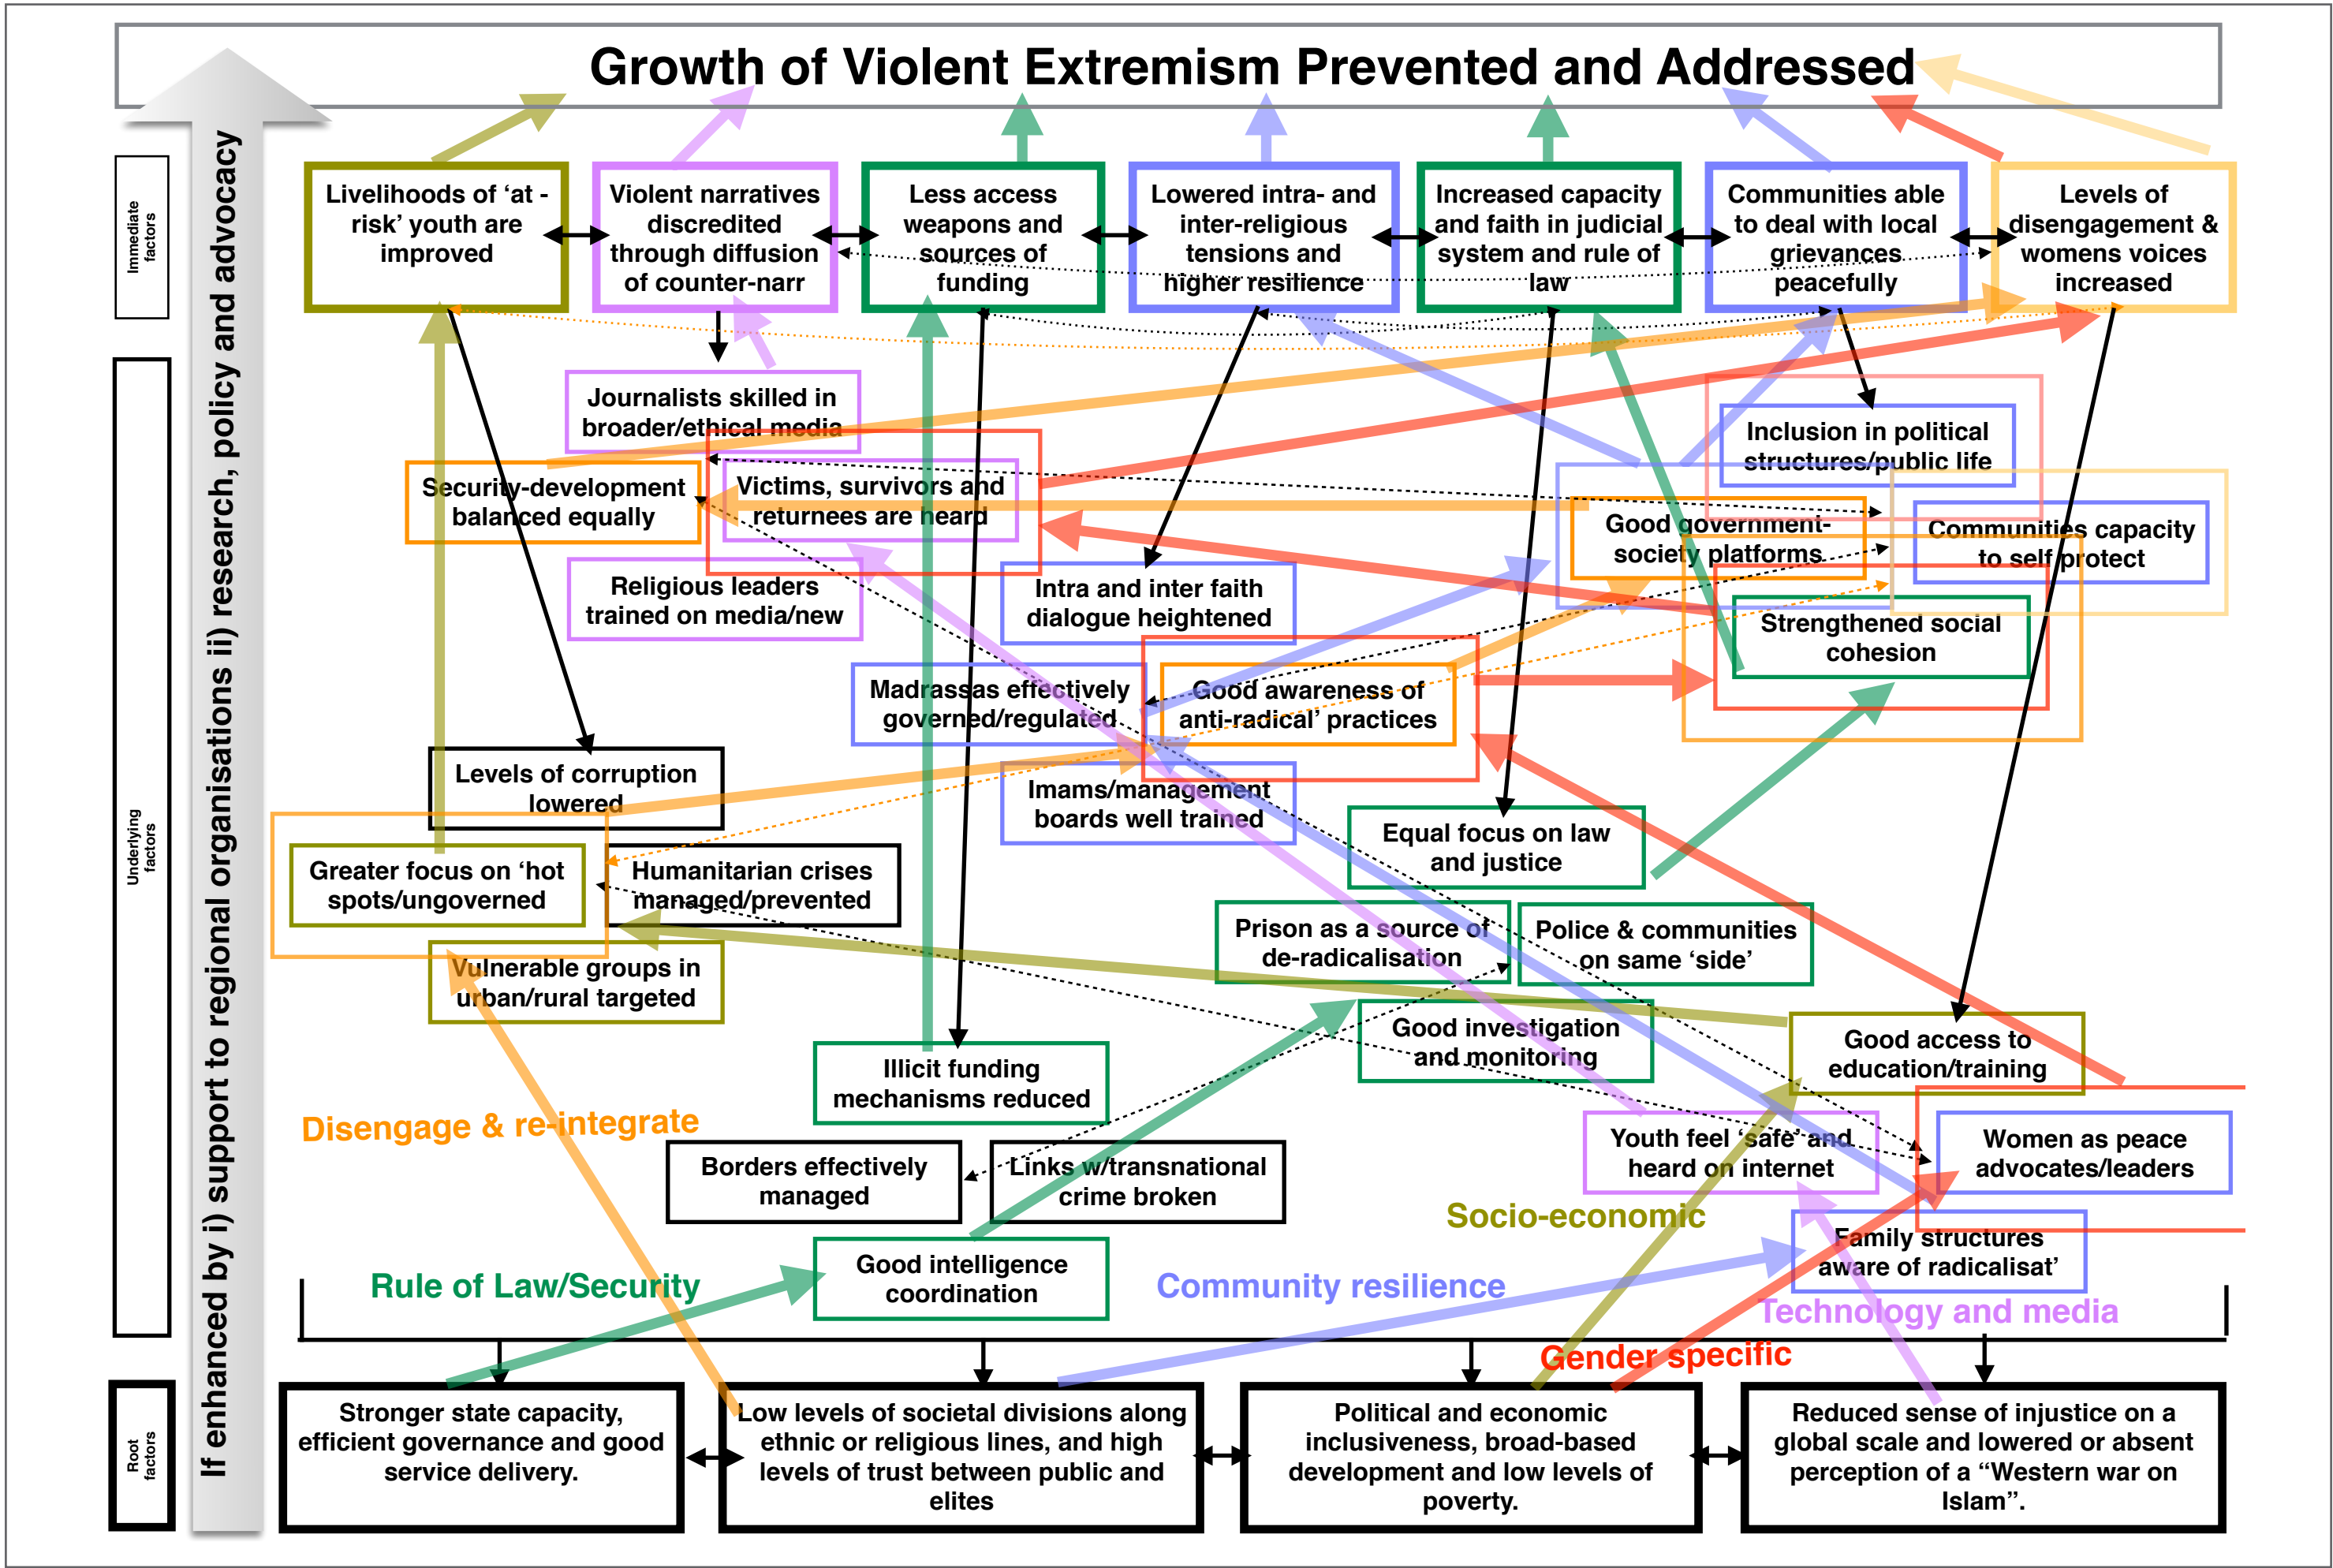 Growth of Violent Extremism Prevented and Addressed
If enhanced by i) support to regional organisations ii) research, policy and advocacy
Immediate
factors
Livelihoods of ‘at -
risk’ youth are
improved
Violent narratives
discredited
through diffusion
of counter-narr
Less access
weapons and
sources of
funding
Lowered intra- and
inter-religious
tensions and
higher resilience
Increased capacity
and faith in judicial
system and rule of
law
Communities able
to deal with local
grievances
peacefully
Levels of
disengagement &
womens voices
increased
Underlying
factors
Journalists skilled in
broader/ethical media
Inclusion in political
structures/public life
Security-development
balanced equally
Victims, survivors and
returnees are heard
Good government-
society platforms
Communities capacity
to self protect
Religious leaders
trained on media/new
Intra and inter faith
dialogue heightened
Strengthened social
cohesion
Madrassas effectively
governed/regulated
Good awareness of
anti-radical’ practices
Levels of corruption
lowered
Imams/management
boards well trained
Equal focus on law
and justice
Greater focus on ‘hot
spots/ungoverned
Humanitarian crises
managed/prevented
Prison as a source of
de-radicalisation
Police & communities
on same ‘side’
Vulnerable groups in
urban/rural targeted
Good investigation
and monitoring
Good access to
education/training
Illicit funding
mechanisms reduced
Disengage & re-integrate
Borders effectively
managed
Links w/transnational
crime broken
Youth feel ‘safe’ and
heard on internet
Women as peace
advocates/leaders
Socio-economic
Family structures
aware of radicalisat’
Good intelligence
coordination
Rule of Law/Security
Community resilience
Technology and media
Gender specific
Root
factors
Stronger state capacity,
efficient governance and good
service delivery.
Low levels of societal divisions along
ethnic or religious lines, and high
levels of trust between public and
elites
Political and economic
inclusiveness, broad-based
development and low levels of
poverty.
Reduced sense of injustice on a
global scale and lowered or absent
perception of a “Western war on
Islam”.